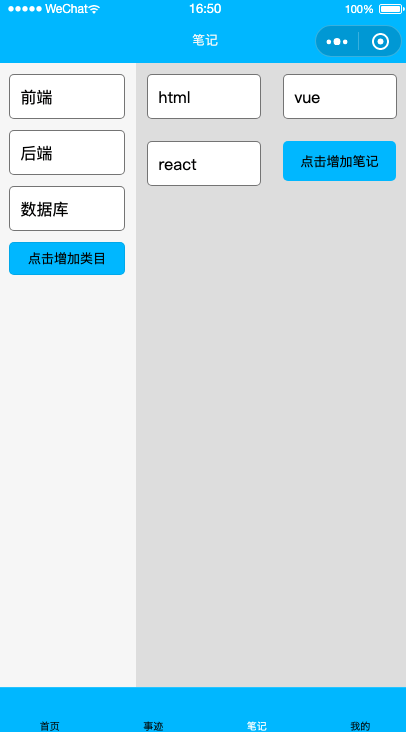 WeChat 16:50 100%
笔记
前端
后端
数据库
点击增加类目
html vue
react 点击增加笔记
首页 事迹 笔记 我的